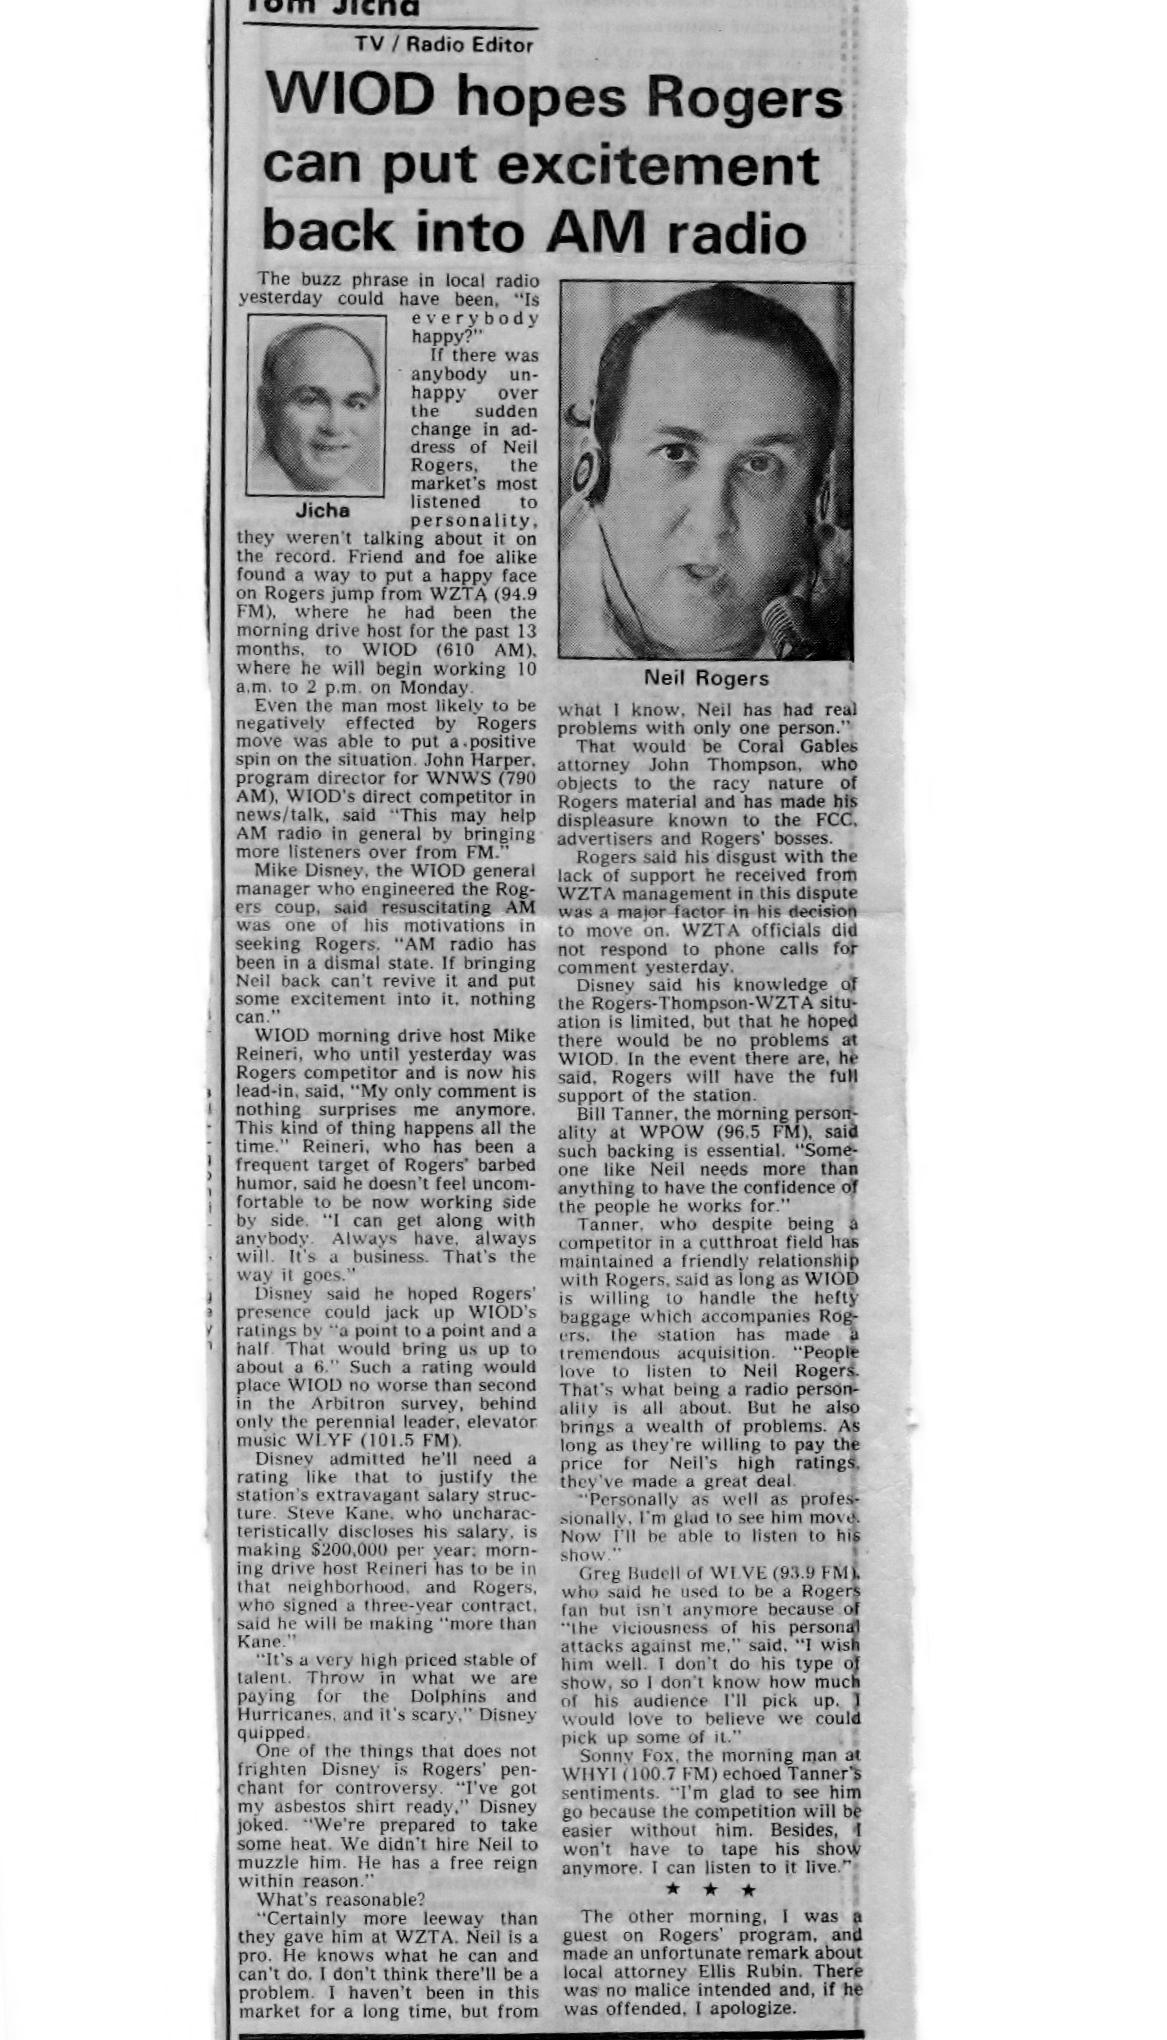 Tom Jicha
TV / Radio Editor
WIOD hopes Rogers
can put excitement
back into AM radio
The buzz phrase in local radio
yesterday could have been, "Is
everybody
happy?"
If there was
anybody un-
happy over
the sudden
change in ad-
dress of Neil
Rogers, the
market's most
listened to
personality,
Jicha
they weren't talking about it on
the record. Friend and foe alike
found a way to put a happy face
on Rogers jump from WZTA (94.9
FM), where he had been the
morning drive host for the past 13
months, to WIOD (610 AM),
where he will begin working 10
a.m. to 2 p.m. on Monday.
Even the man most likely to be
negatively effected by Rogers
move was able to put a positive
spin on the situation. John Harper,
program director for WNWS (790
AM), WIOD's direct competitor in
news/talk, said "This may help
AM radio in general by bringing
more listeners over from FM."
Mike Disney, the WIOD general
manager who engineered the Rog-
ers coup, said resuscitating AM
was one of his motivations in
seeking Rogers. "AM radio has
been in a dismal state. If bringing
Neil back can't revive it and put
some excitement into it, nothing
can."
WIOD morning drive host Mike
Reineri, who until yesterday was
Rogers competitor and is now his
lead-in, said, "My only comment is
nothing surprises me anymore.
This kind of thing happens all the
time." Reineri, who has been a
frequent target of Rogers' barbed
humor, said he doesn't feel uncom-
fortable to be now working side
by side. "I can get along with
anybody. Always have, always
will. It's a business. That's the
way it goes."
Disney said he hoped Rogers'
presence could jack up WIOD's
ratings by "a point to a point and a
half. That would bring us up to
about a 6." Such a rating would
place WIOD no worse than second
in the Arbitron survey, behind
only the perennial leader, elevator
music WLYF (101.5 FM).
Disney admitted he'll need a
rating like that to justify the
station's extravagant salary struc-
ture. Steve Kane, who uncharac-
teristically discloses his salary, is
making $200,000 per year; morn-
ing drive host Reineri has to be in
that neighborhood, and Rogers,
who signed a three-year contract,
said he will be making "more than
Kane."
"It's a very high priced stable of
talent. Throw in what we are
paying for the Dolphins and
Hurricanes, and it's scary," Disney
quipped.
One of the things that does not
frighten Disney is Rogers' pen-
chant for controversy. "I've got
my asbestos shirt ready," Disney
joked. "We're prepared to take
some heat. We didn't hire Neil to
muzzle him. He has a free reign
within reason."
What's reasonable?
"Certainly more leeway than
they gave him at WZTA. Neil is a
pro. He knows what he can and
can't do. I don't think there'll be a
problem. I haven't been in this
market for a long time, but from
Neil Rogers
what I know, Neil has had real
problems with only one person."
That would be Coral Gables
attorney John Thompson, who
objects to the racy nature of
Rogers material and has made his
displeasure known to the FCC,
advertisers and Rogers' bosses.
Rogers said his disgust with the
lack of support he received from
WZTA management in this dispute
was a major factor in his decision
to move on. WZTA officials did
not respond to phone calls for
comment yesterday.
Disney said his knowledge of
the Rogers-Thompson-WZTA situ-
ation is limited, but that he hoped
there would be no problems at
WIOD. In the event there are, he
said, Rogers will have the full
support of the station.
Bill Tanner, the morning person-
ality at WPOW (96.5 FM), said
such backing is essential. "Some-
one like Neil needs more than
anything to have the confidence of
the people he works for."
Tanner, who despite being a
competitor in a cutthroat field has
maintained a friendly relationship
with Rogers, said as long as WIOD
is willing to handle the hefty
baggage which accompanies Rog-
ers, the station has made a
tremendous acquisition. "People
love to listen to Neil Rogers.
That's what being a radio person-
ality is all about. But he also
brings a wealth of problems. As
long as they're willing to pay the
price for Neil's high ratings,
they've made a great deal.
"Personally as well as profes-
sionally, I'm glad to see him move.
Now I'll be able to listen to his
show."
Greg Budell of WLVE (93.9 FM),
who said he used to be a Rogers
fan but isn't anymore because of
"the viciousness of his personal
attacks against me," said, "I wish
him well. I don't do his type of
show, so I don't know how much
of his audience I'll pick up. I
would love to believe we could
pick up some of it."
Sonny Fox, the morning man at
WHYI (100.7 FM) echoed Tanner's
sentiments. "I'm glad to see him
go because the competition will be
easier without him. Besides, I
won't have to tape his show
anymore. I can listen to it live."
★ ★ ★
The other morning, I was a
guest on Rogers' program, and
made an unfortunate remark about
local attorney Ellis Rubin. There
was no malice intended and, if he
was offended, I apologize.